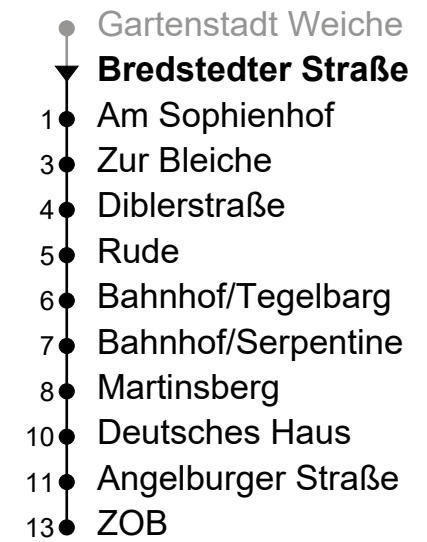 Gartenstadt Weiche
Bredstedter Straße
1 Am Sophienhof
3 Zur Bleiche
4 Diblerstraße
5 Rude
6 Bahnhof/Tegelbarg
7 Bahnhof/Serpentine
8 Martinsberg
10 Deutsches Haus
11 Angelburger Straße
13 ZOB